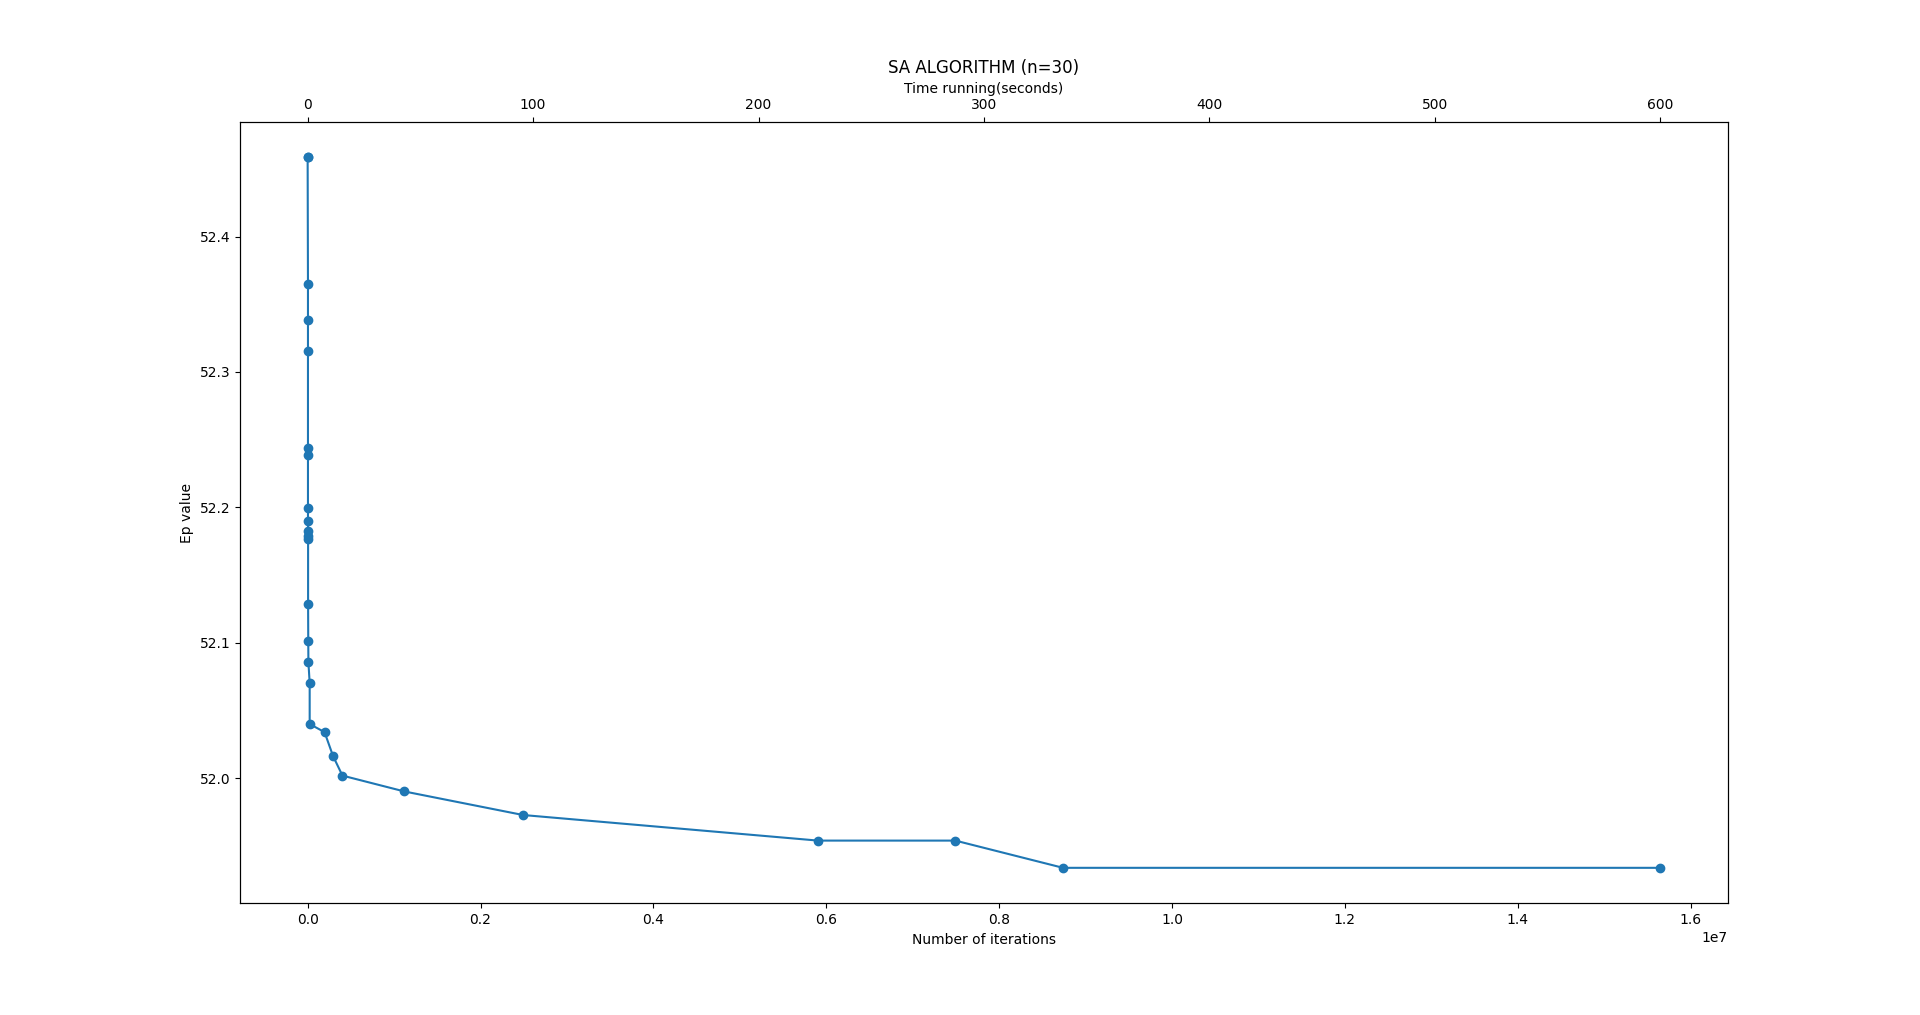 SA ALGORITHM (n=30)
Time running(seconds)
0 100 200 300 400 500 600
52.4
52.3
52.2
52.1
52.0
Ep value
0.0 0.2 0.4 0.6 0.8 1.0 1.2 1.4 1.6
Number of iterations
1e7